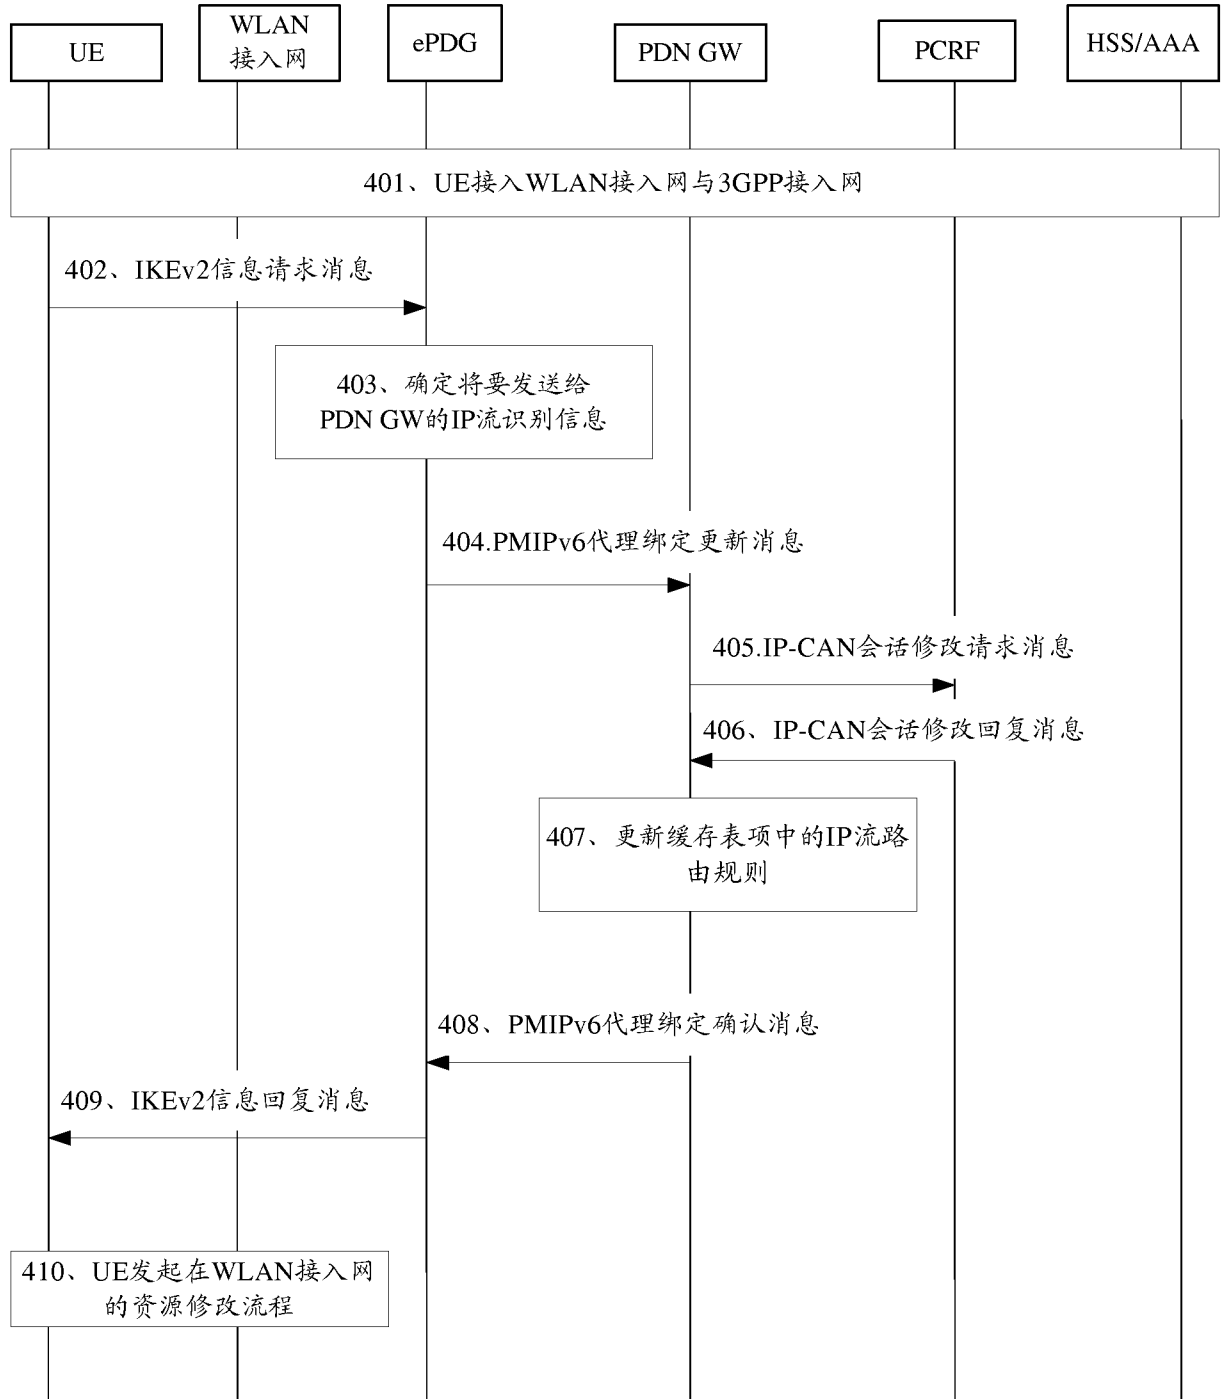 UE
WLAN
接入网
ePDG
PDN GW
PCRF
HSS/AAA
401、UE接入WLAN接入网与3GPP接入网
402、IKEv2信息请求消息
403、确定将要发送给
PDN GW的IP流识别信息
404.PMIPv6代理绑定更新消息
405.IP-CAN会话修改请求消息
406、IP-CAN会话修改回复消息
407、更新缓存表项中的IP流路
由规则
408、PMIPv6代理绑定确认消息
409、IKEv2信息回复消息
410、UE发起在WLAN接入网
的资源修改流程